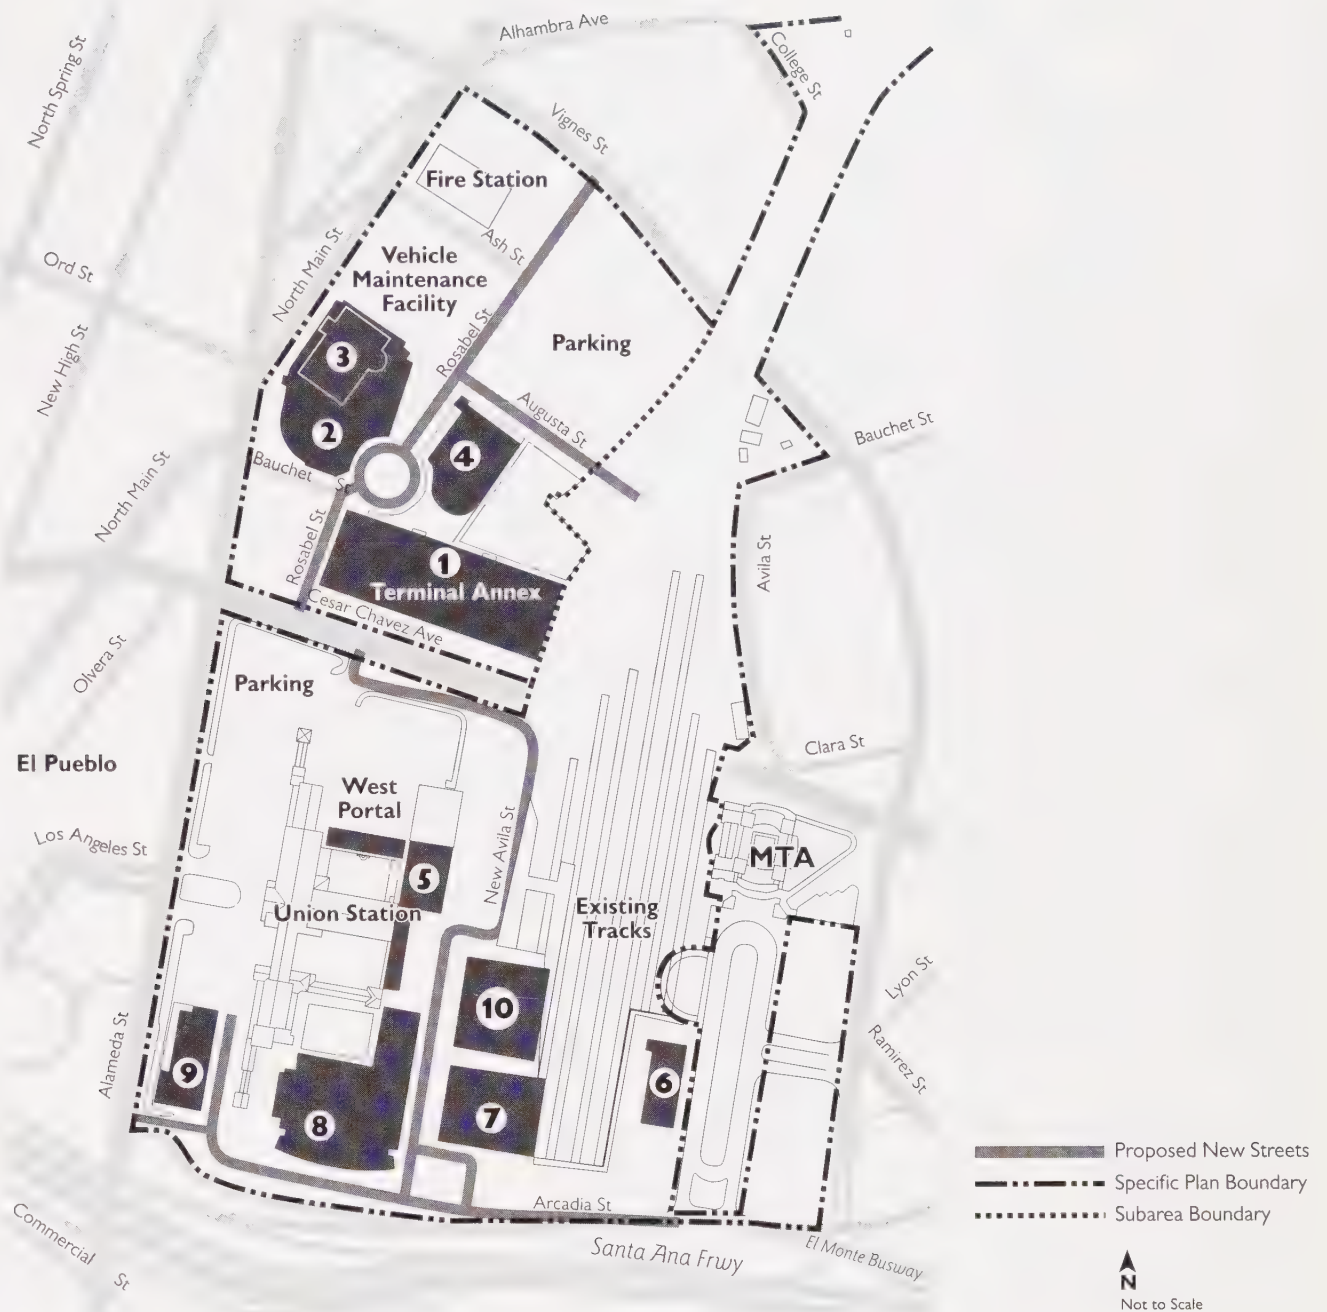 Alhambra Ave
College St
North Spring St
Vignes St
Fire Station
Ash St
North Main St
Vehicle
Maintenance
Facility
Ord St
Rosabel St
Parking
New High St
3
Augusta St
Bauchet St
2
4
Bauchet St
North Main St
Rosabel St
Avila St
1
Terminal Annex
Cesar Chavez Ave
Olvera St
Parking
Clara St
El Pueblo
West
Portal
Los Angeles St
New Avila St
MTA
5
Union Station
Existing
Tracks
Lyon St
10
Alameda St
Ramirez St
9
6
8
7
Proposed New Streets
Specific Plan Boundary
Arcadia St
Subarea Boundary
Commercial St
Santa Ana Frwy
El Monte Busway
N
Not to Scale